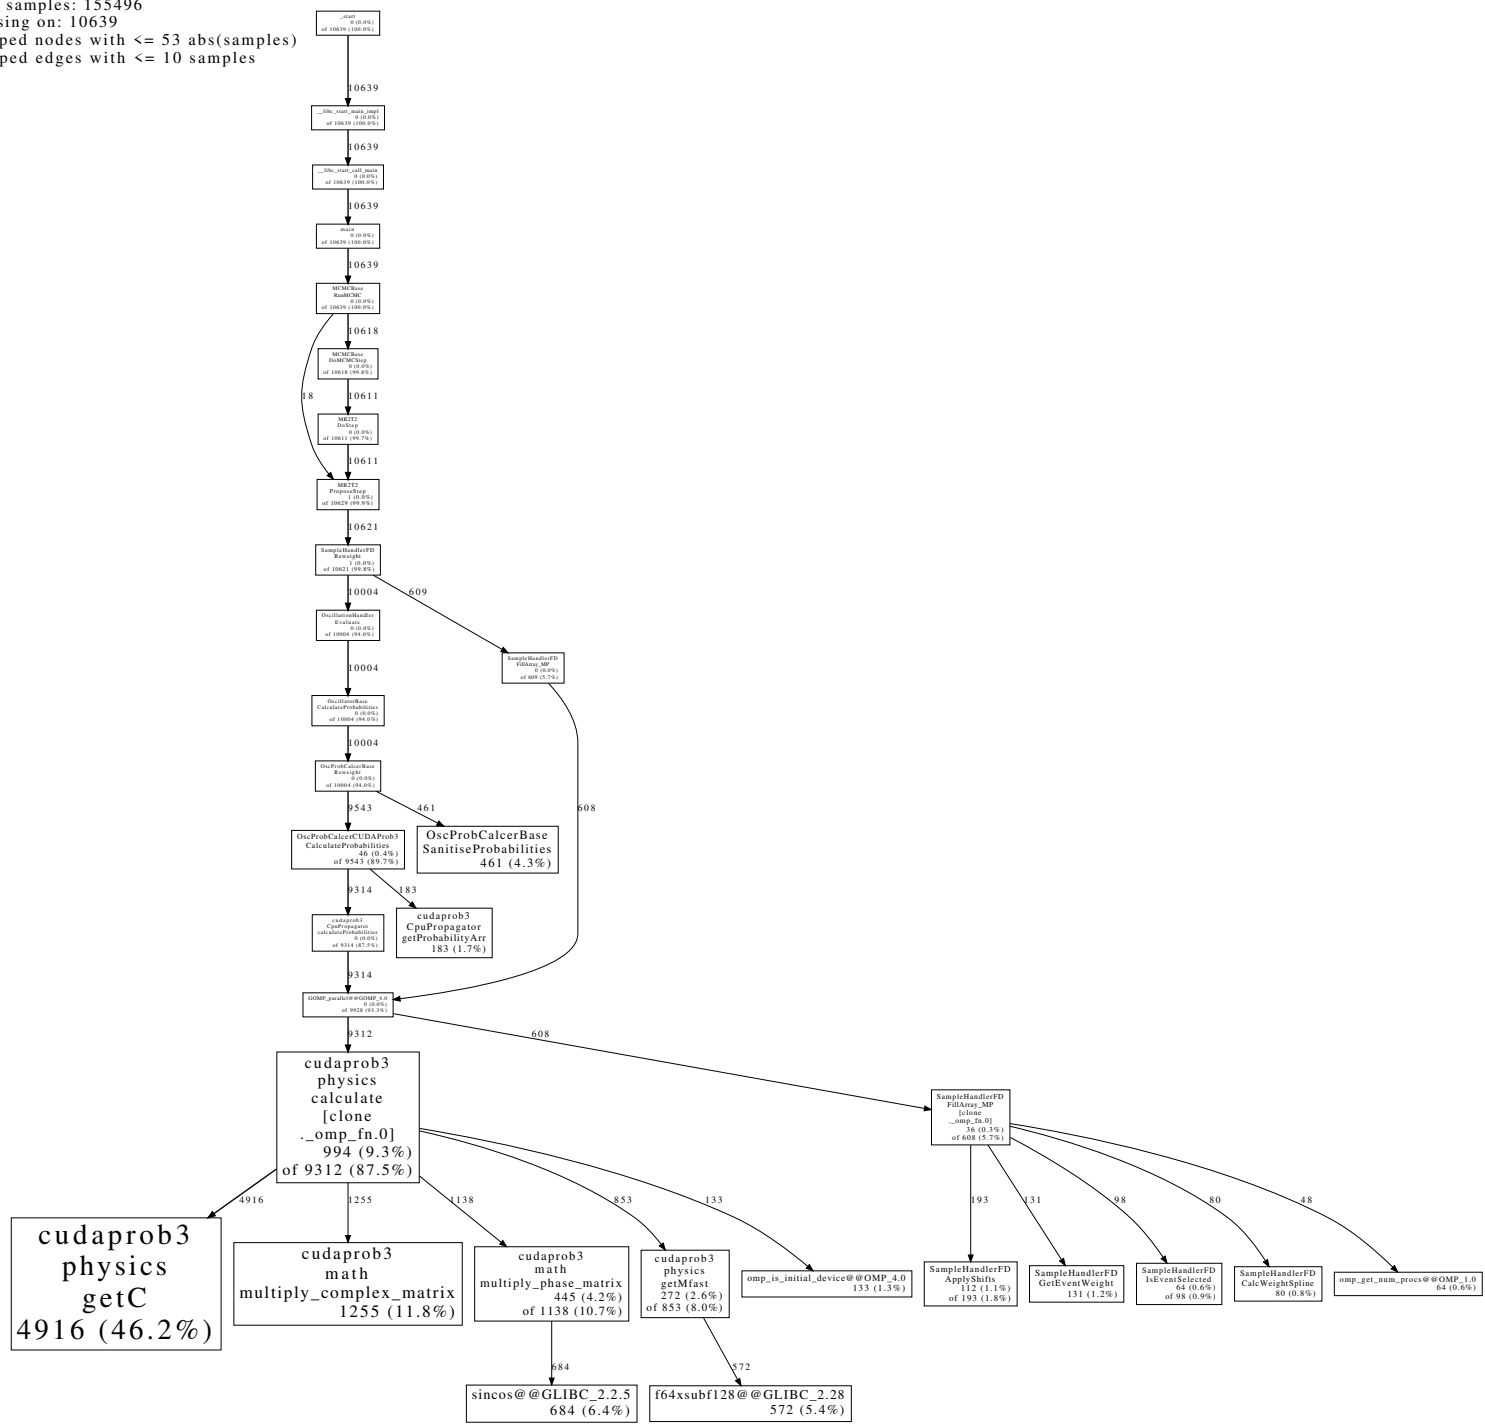 samples: 155496
sing on: 10639
ped nodes with <= 53 abs(samples)
ped edges with <= 10 samples
_start
0 (0.0%)
of 10639 (100.0%)
10639
__libc_start_main_impl
0 (0.0%)
of 10639 (100.0%)
10639
__libc_start_call_main
0 (0.0%)
of 10639 (100.0%)
10639
main
0 (0.0%)
of 10639 (100.0%)
10639
MCMCBase
RunMCMC
0 (0.0%)
of 10639 (100.0%)
10618
MCMCBase
DoMCMCStep
0 (0.0%)
of 10618 (99.8%)
18
10611
MR2T2
DoStep
0 (0.0%)
of 10611 (99.7%)
10611
MR2T2
ProposeStep
1 (0.0%)
of 10629 (99.9%)
10621
SampleHandlerFD
Reweight
1 (0.0%)
of 10621 (99.8%)
10004
609
OscillationHandler
Evaluate
0 (0.0%)
of 10004 (94.0%)
SampleHandlerFD
FillArray_MP
0 (0.0%)
of 609 (5.7%)
10004
OscillatorBase
CalculateProbabilities
0 (0.0%)
of 10004 (94.0%)
10004
OscProbCalcerBase
Reweight
0 (0.0%)
of 10004 (94.0%)
9543
461
608
OscProbCalcerCUDAProb3
CalculateProbabilities
46 (0.4%)
of 9543 (89.7%)
OscProbCalcerBase
SanitiseProbabilities
461 (4.3%)
9314
183
cudaprob3
CpuPropagator
calculateProbabilities
0 (0.0%)
of 9314 (87.5%)
cudaprob3
CpuPropagator
getProbabilityArr
183 (1.7%)
9314
GOMP_parallel@@GOMP_4.0
0 (0.0%)
of 9928 (93.3%)
9312
608
cudaprob3
physics
calculate
[clone
._omp_fn.0]
994 (9.3%)
of 9312 (87.5%)
SampleHandlerFD
FillArray_MP
[clone
._omp_fn.0]
36 (0.3%)
of 608 (5.7%)
4916
1255
1138
853
133
193
131
98
80
48
cudaprob3
physics
getC
4916 (46.2%)
cudaprob3
math
multiply_complex_matrix
1255 (11.8%)
cudaprob3
math
multiply_phase_matrix
445 (4.2%)
of 1138 (10.7%)
cudaprob3
physics
getMfast
272 (2.6%)
of 853 (8.0%)
omp_is_initial_device@@OMP_4.0
133 (1.3%)
SampleHandlerFD
ApplyShifts
112 (1.1%)
of 193 (1.8%)
SampleHandlerFD
GetEventWeight
131 (1.2%)
SampleHandlerFD
IsEventSelected
64 (0.6%)
of 98 (0.9%)
SampleHandlerFD
CalcWeightSpline
80 (0.8%)
omp_get_num_procs@@OMP_1.0
64 (0.6%)
684
572
sincos@@GLIBC_2.2.5
684 (6.4%)
f64xsubf128@@GLIBC_2.28
572 (5.4%)